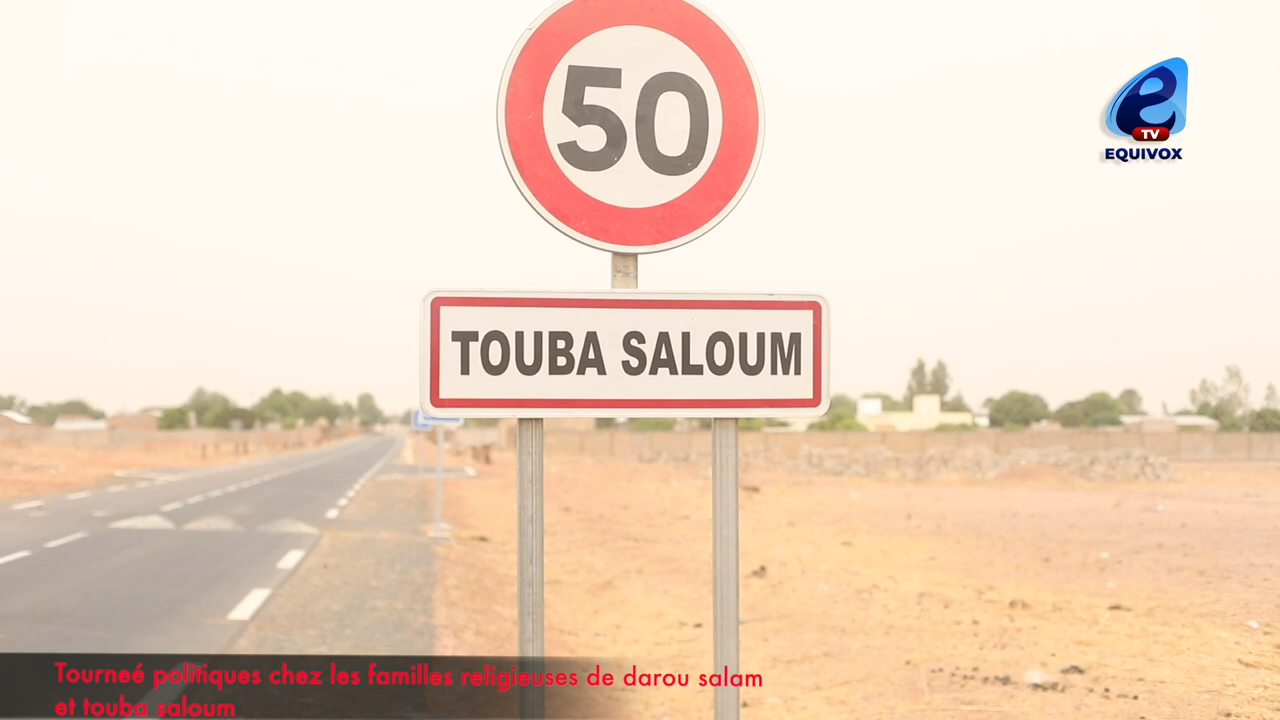 50
TV
EQUIVOX
TOUBA SALOUM
Tourneé politiques chez les familles religieuses de darou salam
et touba saloum